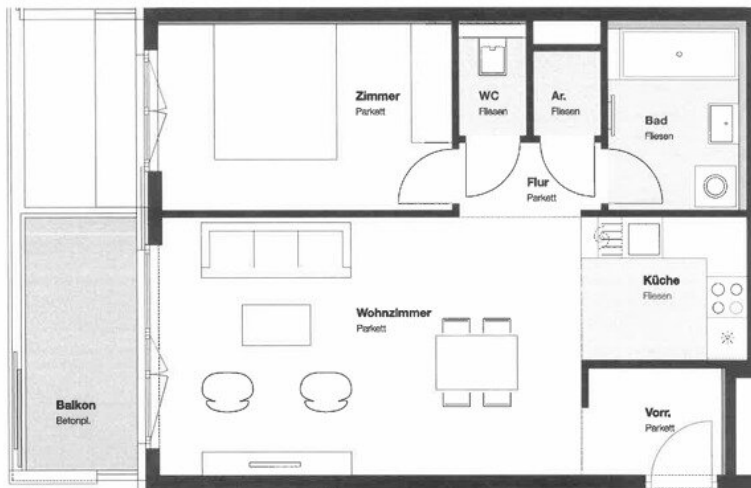 Zimmer
Parkett
WC
Fliesen
Ar.
Fliesen
Bad
Fliesen
Flur
Parkett
Wohnzimmer
Parkett
Küche
Fliesen
Balkon
Betonpl.
Vorr.
Parkett